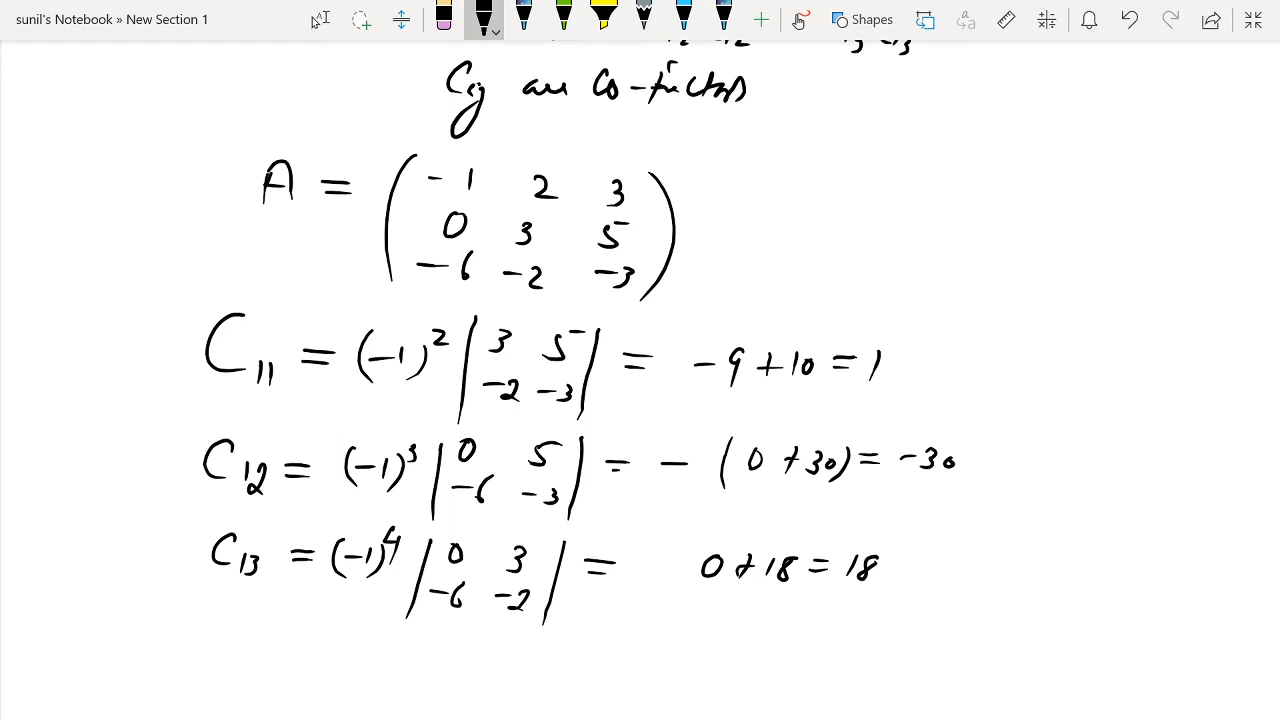 sunil's Notebook » New Section 1
Shapes
Cij are Co-factors
A = ( -1 2 3
0 3 5
-6 -2 -3 )
C11 = (-1)^2 | 3 5 | = -9 + 10 = 1
-2 -3
C12 = (-1)^3 | 0 5 | = - (0 + 30) = -30
-6 -3
C13 = (-1)^4 | 0 3 | = 0 + 18 = 18
-6 -2